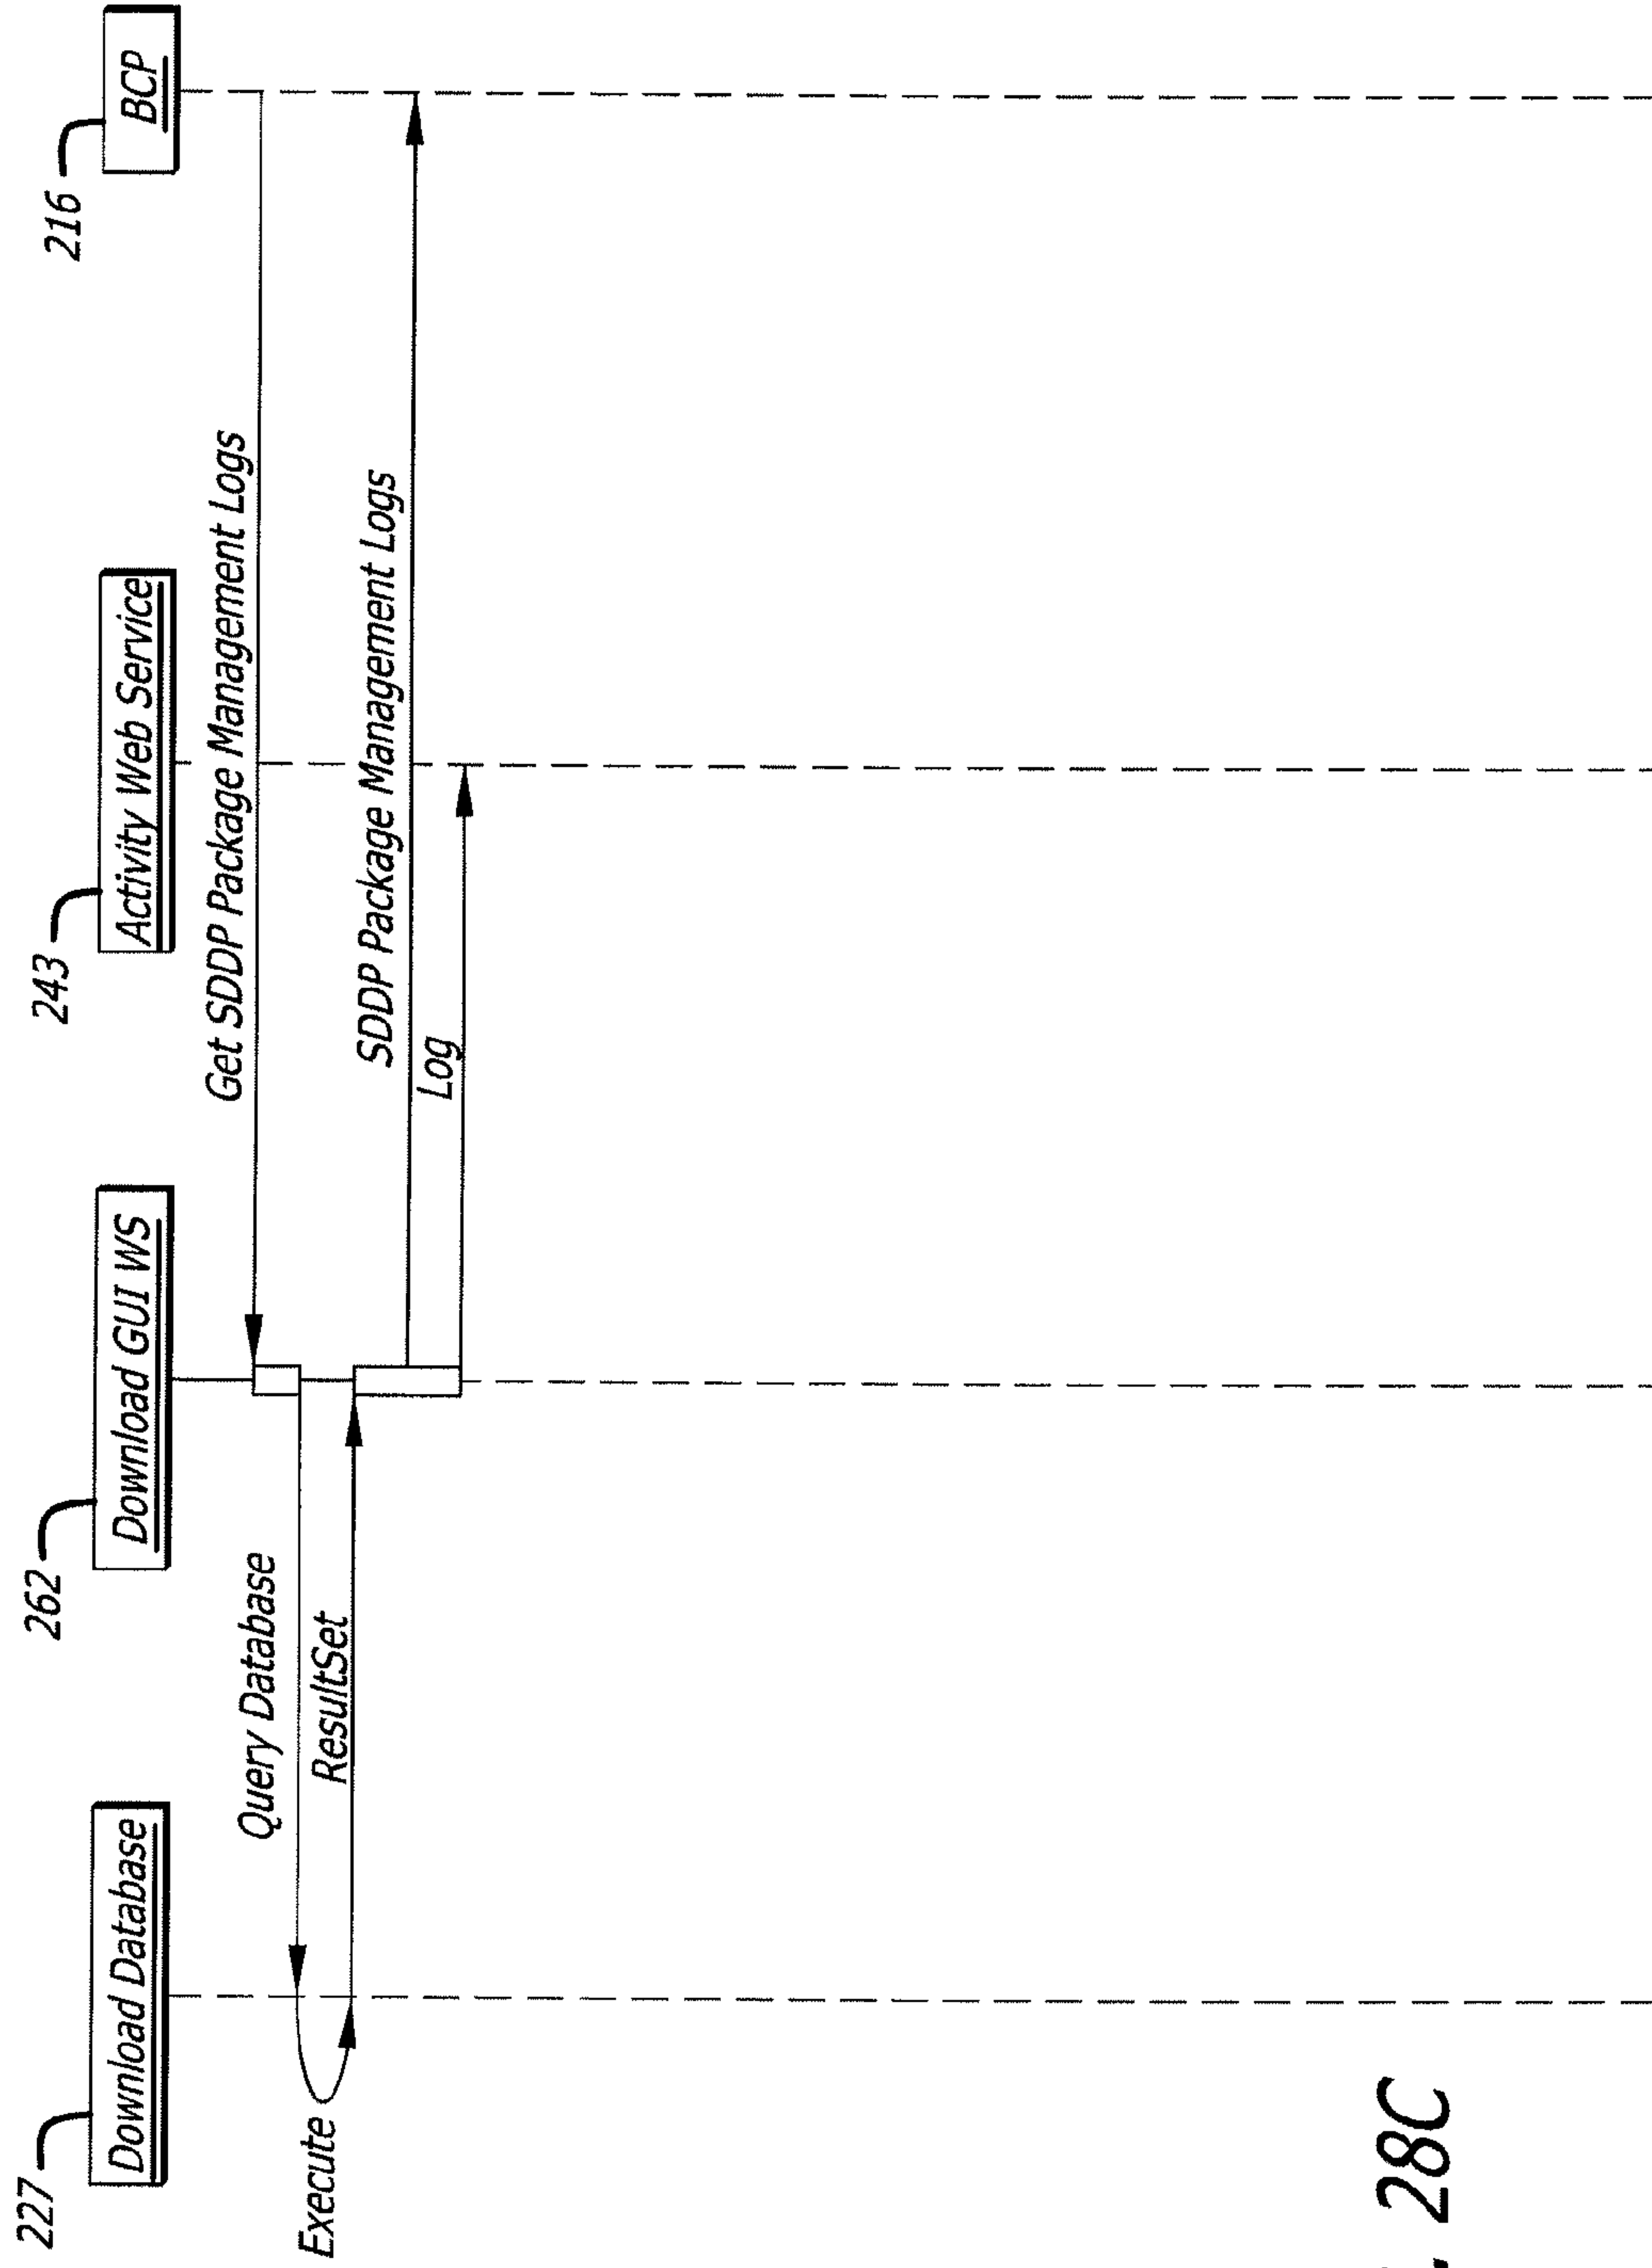 227
Download Database
262
Download GUI WS
243
Activity Web Service
216
BCP
Get SDDP Package Management Logs
Query Database
Execute
ResultSet
SDDP Package Management Logs
Log
. 28C